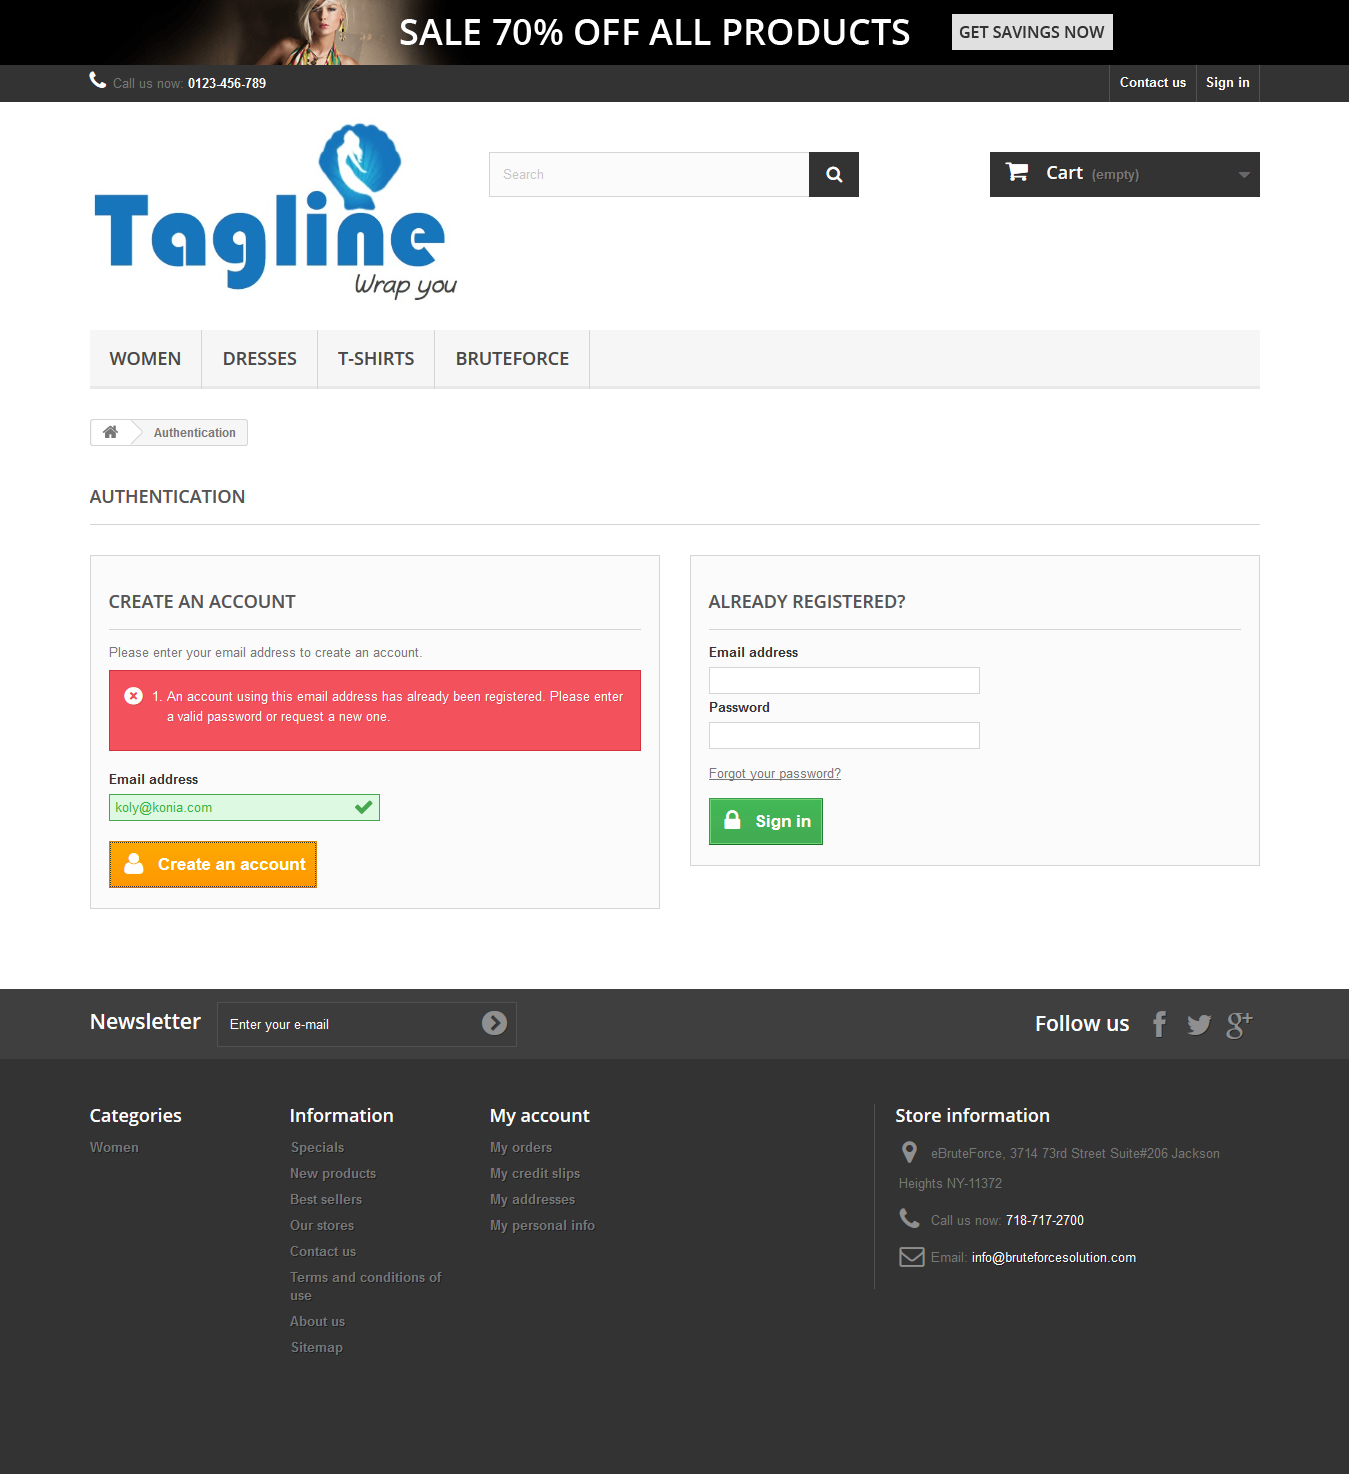 SALE 70% OFF ALL PRODUCTS
GET SAVINGS NOW
Call us now: 0123-456-789
Contact us
Sign in
Tagline
Wrap you
Search
Cart (empty)
WOMEN
DRESSES
T-SHIRTS
BRUTEFORCE
Authentication
AUTHENTICATION
CREATE AN ACCOUNT
Please enter your email address to create an account.
1. An account using this email address has already been registered. Please enter
a valid password or request a new one.
Email address
koly@konia.com
Create an account
ALREADY REGISTERED?
Email address
Password
Forgot your password?
Sign in
Newsletter
Enter your e-mail
Follow us
Categories
Women
Information
Specials
New products
Best sellers
Our stores
Contact us
Terms and conditions of
use
About us
Sitemap
My account
My orders
My credit slips
My addresses
My personal info
Store information
eBruteForce, 3714 73rd Street Suite#206 Jackson
Heights NY-11372
Call us now: 718-717-2700
Email: info@bruteforcesolution.com